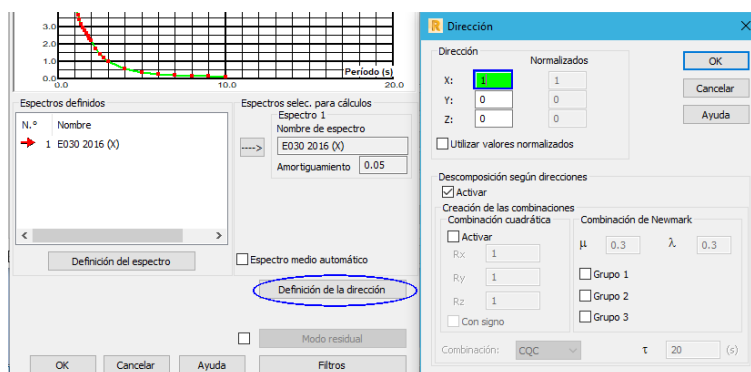 3.0
2.0
1.0
0.0
10.0
20.0
Período (s)
Espectros definidos
N.º Nombre
1 E030 2016 (X)
Definición del espectro
Espectros selec. para cálculos
Espectro 1
Nombre de espectro
---->
E030 2016 (X)
Amortiguamiento 0.05
Espectro medio automático
Definición de la dirección
Modo residual
OK Cancelar Ayuda Filtros
Dirección
Dirección
Normalizados
X: 1 1
Y: 0 0
Z: 0 0
Utilizar valores normalizados
OK
Cancelar
Ayuda
Descomposición según direcciones
Activar
Creación de las combinaciones
Combinación cuadrática
Activar
Rx 1
Ry 1
Rz 1
Con signo
Combinación de Newmark
μ 0.3 λ 0.3
Grupo 1
Grupo 2
Grupo 3
Combinación: CQC τ 20 (s)